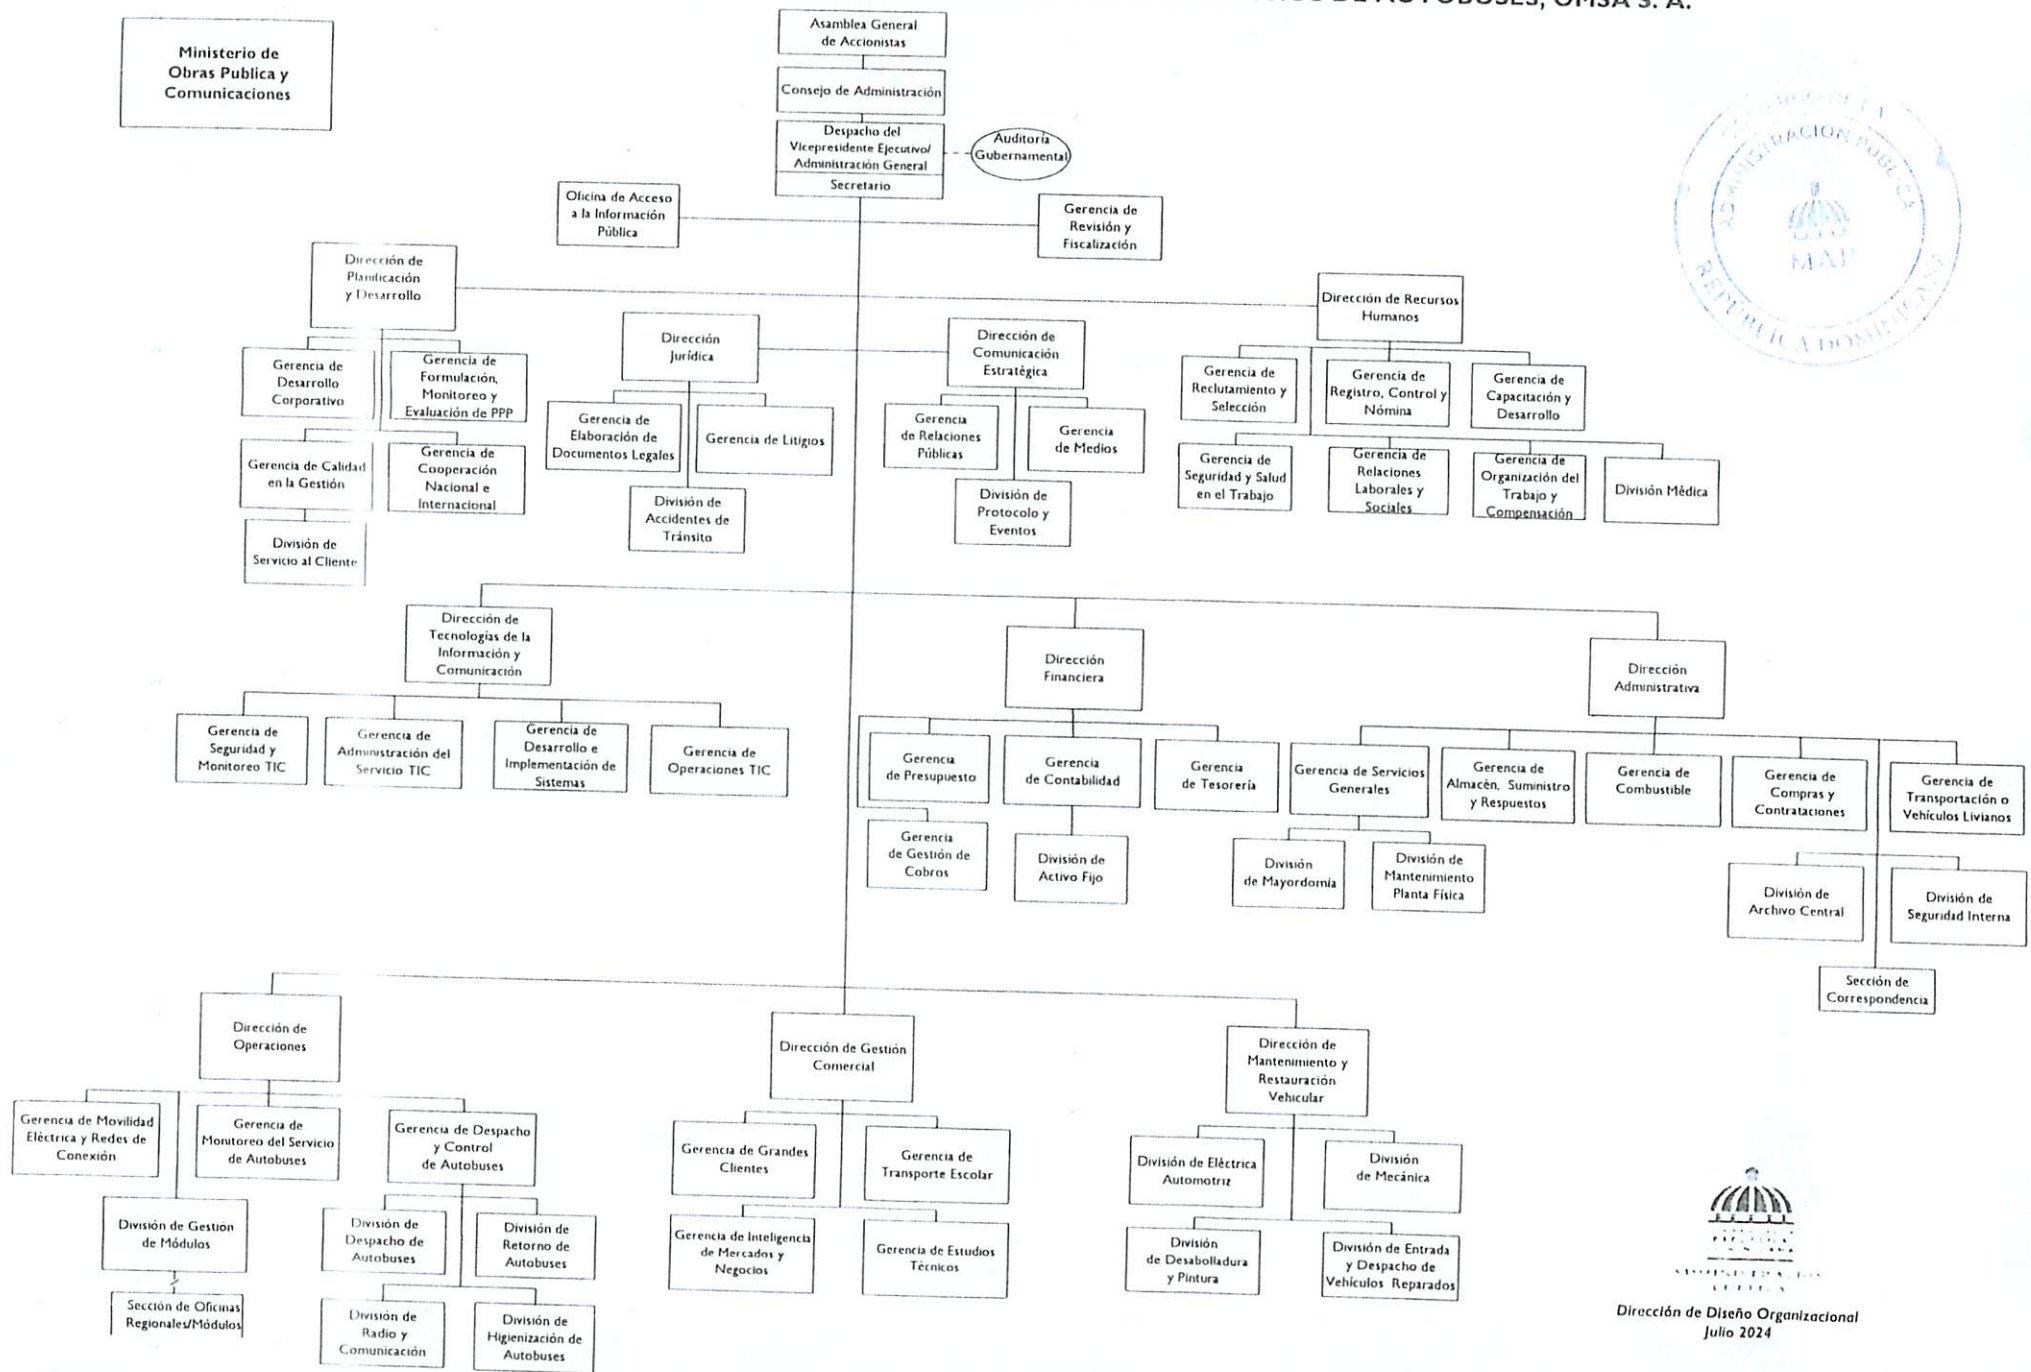 DE AUTOBUSES, OMSA S. A.
Ministerio de
Obras Publica y
Comunicaciones
Asamblea General
de Accionistas
Consejo de Administración
Despacho del
Vicepresidente Ejecutivo/
Administración General
Secretario
Auditoría
Gubernamental
Oficina de Acceso
a la Información
Pública
Gerencia de
Revisión y
Fiscalización
ADMINISTRACION PUBLICA
MAP
REPÚBLICA DOMINICANA
Dirección de
Planificación
y Desarrollo
Dirección de Recursos
Humanos
Dirección
Jurídica
Dirección de
Comunicación
Estratégica
Gerencia de
Desarrollo
Corporativo
Gerencia de
Formulación,
Monitoreo y
Evaluación de PPP
Gerencia de Calidad
en la Gestión
Gerencia de
Cooperación
Nacional e
Internacional
División de
Servicio al Cliente
Gerencia de
Elaboración de
Documentos Legales
Gerencia de Litigios
División de
Accidentes de
Tránsito
Gerencia
de Relaciones
Públicas
Gerencia
de Medios
División de
Protocolo y
Eventos
Gerencia de
Reclutamiento y
Selección
Gerencia de
Registro, Control y
Nómina
Gerencia de
Capacitación y
Desarrollo
Gerencia de
Seguridad y Salud
en el Trabajo
Gerencia de
Relaciones
Laborales y
Sociales
Gerencia de
Organización del
Trabajo y
Compensación
División Médica
Dirección de
Tecnologías de la
Información y
Comunicación
Dirección
Financiera
Dirección
Administrativa
Gerencia de
Seguridad y
Monitoreo TIC
Gerencia de
Administración del
Servicio TIC
Gerencia de
Desarrollo e
Implementación de
Sistemas
Gerencia de
Operaciones TIC
Gerencia
de Presupuesto
Gerencia
de Contabilidad
Gerencia
de Tesorería
Gerencia
de Gestión de
Cobros
División de
Activo Fijo
Gerencia de Servicios
Generales
Gerencia de
Almacén, Suministro
y Respuestos
Gerencia de
Combustible
Gerencia de
Compras y
Contrataciones
Gerencia de
Transportación o
Vehículos Livianos
División
de Mayordomía
División de
Mantenimiento
Planta Física
División de
Archivo Central
División de
Seguridad Interna
Sección de
Correspondencia
Dirección de
Operaciones
Dirección de Gestión
Comercial
Dirección de
Mantenimiento y
Restauración
Vehicular
Gerencia de Movilidad
Eléctrica y Redes de
Conexión
Gerencia de
Monitoreo del Servicio
de Autobuses
Gerencia de Despacho
y Control
de Autobuses
División de Gestión
de Módulos
Sección de Oficinas
Regionales/Módulos
División de
Despacho de
Autobuses
División de
Retorno de
Autobuses
División de
Radio y
Comunicación
División de
Higienización de
Autobuses
Gerencia de Grandes
Clientes
Gerencia de
Transporte Escolar
Gerencia de Inteligencia
de Mercados y
Negocios
Gerencia de Estudios
Técnicos
División de Eléctrica
Automotriz
División
de Mecánica
División
de Desabolladura
y Pintura
División de Entrada
y Despacho de
Vehículos Reparados
Dirección de Diseño Organizacional
Julio 2024